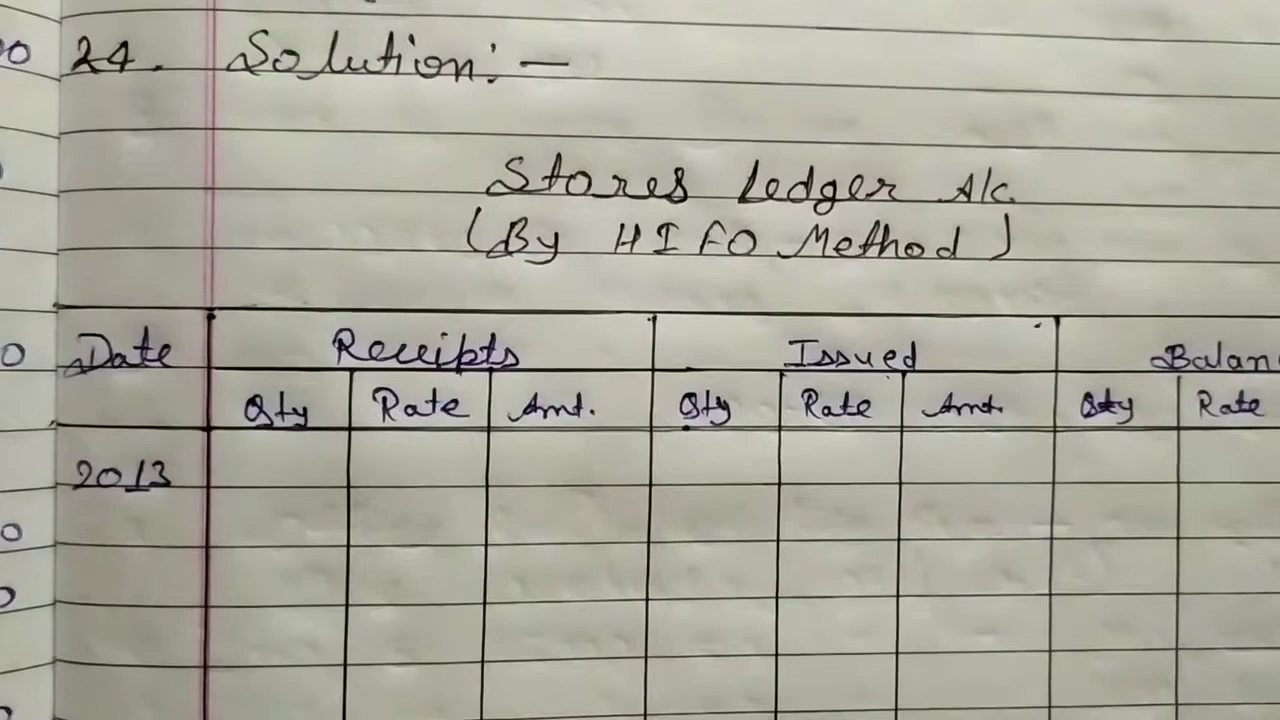 24. Solution:-
Stores Ledger A/c.
(By HIFO Method)
Date Receipts Issued Balan
Qty Rate Amt. Qty Rate Amt. Qty Rate
2013